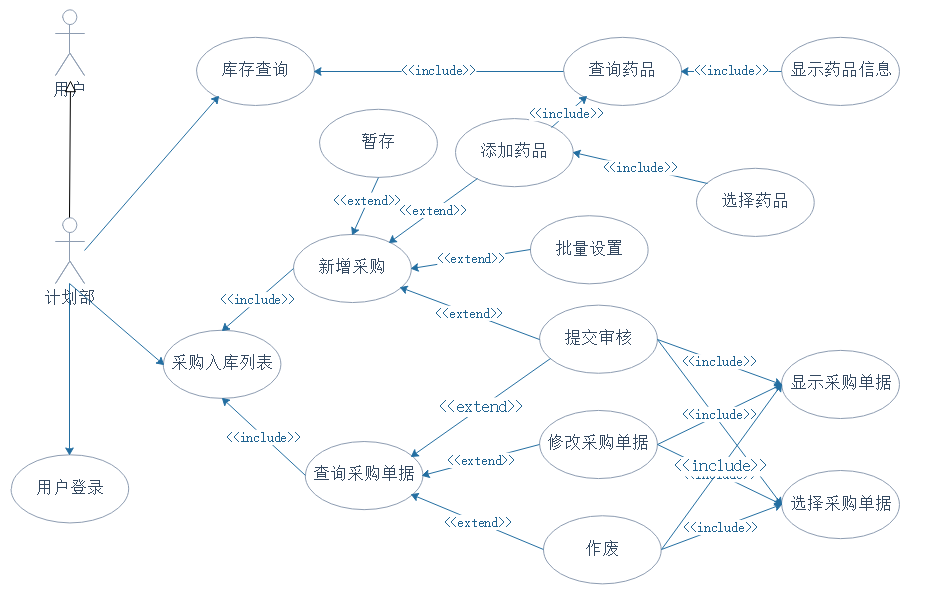 用户
库存查询
<<include>>
查询药品
<<include>>
显示药品信息
<<include>>
暂存
添加药品
<<include>>
选择药品
<<extend>>
<<extend>>
计划部
新增采购
<<extend>>
批量设置
<<include>>
<<extend>>
提交审核
采购入库列表
<<include>>
显示采购单据
<<extend>>
<<include>>
<<include>>
查询采购单据
<<extend>>
修改采购单据
<<include>>
<<include>>
选择采购单据
用户登录
<<extend>>
<<include>>
作废